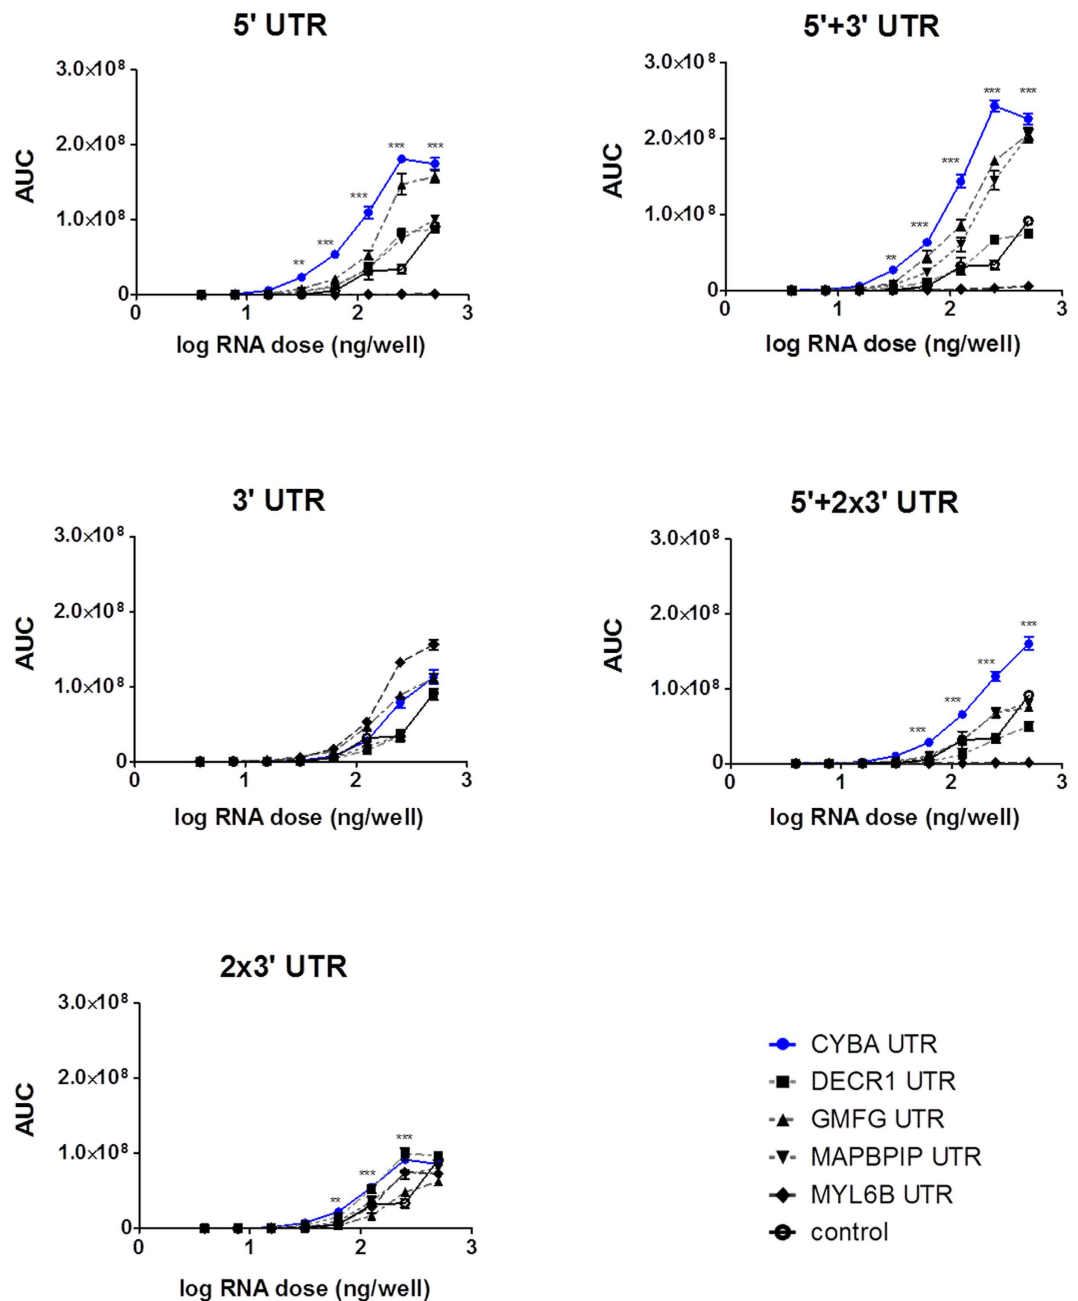 5' UTR
3.0×10⁸
2.0×10⁸
1.0×10⁸
0
AUC
** *** *** *** ***
0 1 2 3
log RNA dose (ng/well)
5'+3' UTR
3.0×10⁸
2.0×10⁸
1.0×10⁸
0
AUC
** *** *** *** ***
0 1 2 3
log RNA dose (ng/well)
3' UTR
3.0×10⁸
2.0×10⁸
1.0×10⁸
0
AUC
0 1 2 3
log RNA dose (ng/well)
5'+2x3' UTR
3.0×10⁸
2.0×10⁸
1.0×10⁸
0
AUC
*** *** *** ***
0 1 2 3
log RNA dose (ng/well)
2x3' UTR
3.0×10⁸
2.0×10⁸
1.0×10⁸
0
AUC
** *** ***
0 1 2 3
log RNA dose (ng/well)
CYBA UTR
DECR1 UTR
GMFG UTR
MAPBPIP UTR
MYL6B UTR
control